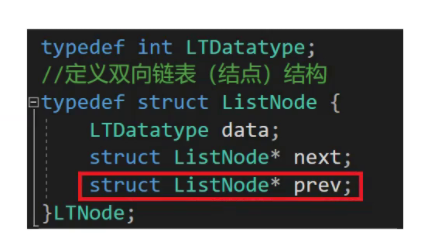 typedef int LTDatatype;
//定义双向链表（结点）结构
typedef struct ListNode {
LTDatatype data;
struct ListNode* next;
struct ListNode* prev;
}LTNode;